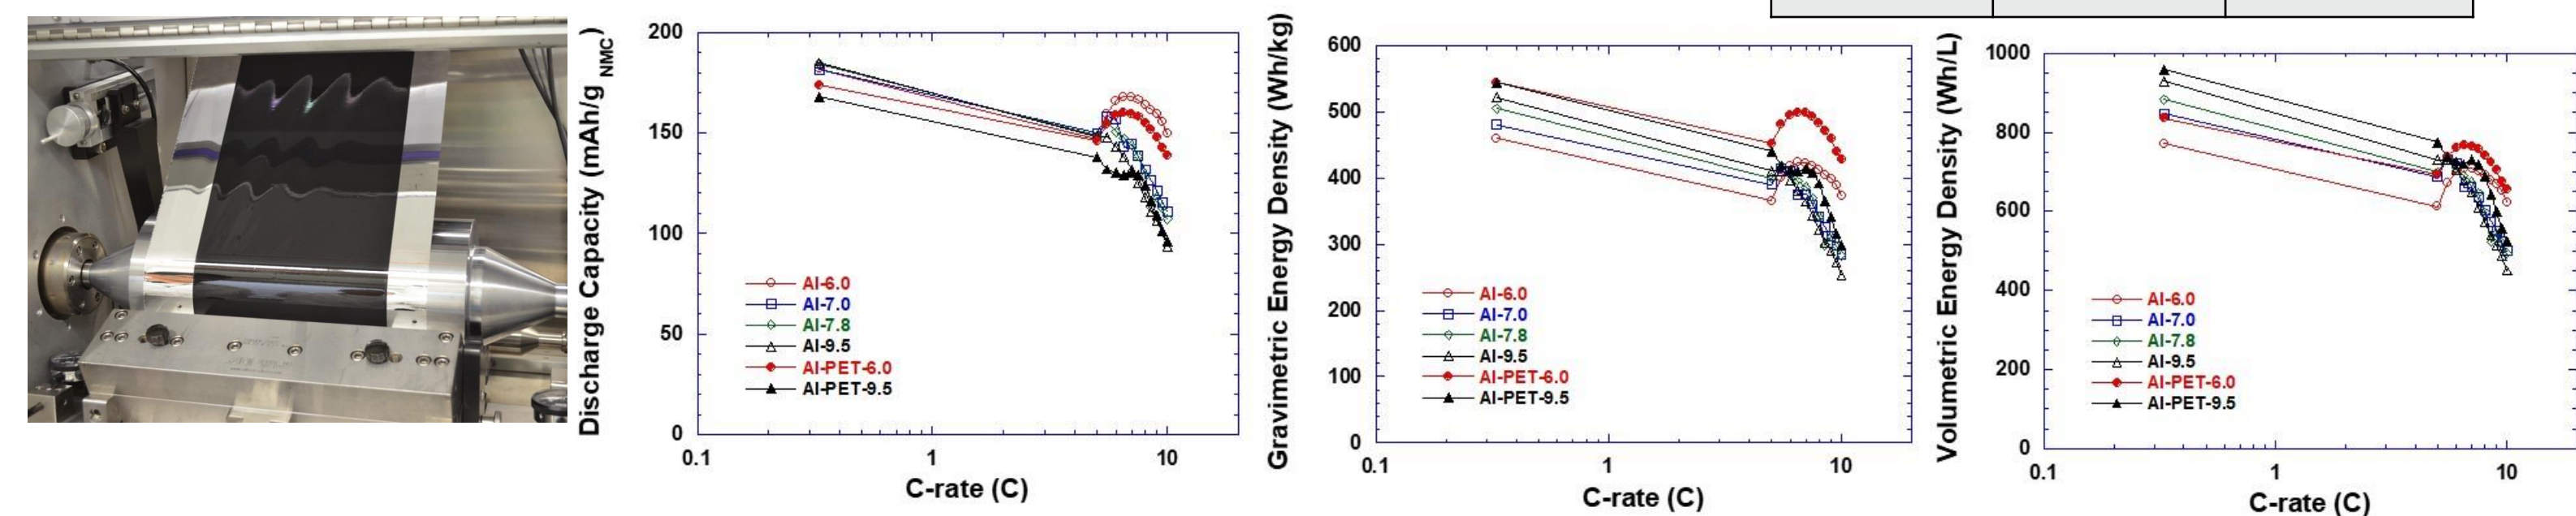 Discharge Capacity (mAh/g NMC)
200
150
100
50
0
Al-6.0
Al-7.0
Al-7.8
Al-9.5
Al-PET-6.0
Al-PET-9.5
0.1 1 10
C-rate (C)
Gravimetric Energy Density (Wh/kg)
600
500
400
300
200
100
0
Al-6.0
Al-7.0
Al-7.8
Al-9.5
Al-PET-6.0
Al-PET-9.5
0.1 1 10
C-rate (C)
Volumetric Energy Density (Wh/L)
1000
800
600
400
200
0
Al-6.0
Al-7.0
Al-7.8
Al-9.5
Al-PET-6.0
Al-PET-9.5
0.1 1 10
C-rate (C)